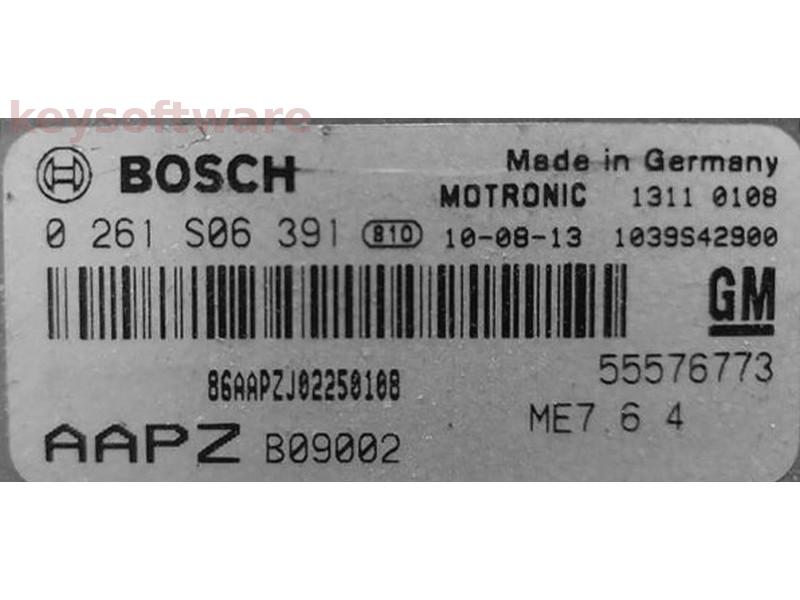 keysoftware
BOSCH
Made in Germany
MOTRONIC 1311 0108
0 261 S06 391 810 10-08-13 1039S42900
GM
86AAPZJ02250108
55576773
ME7.6 4
AAPZ B09002